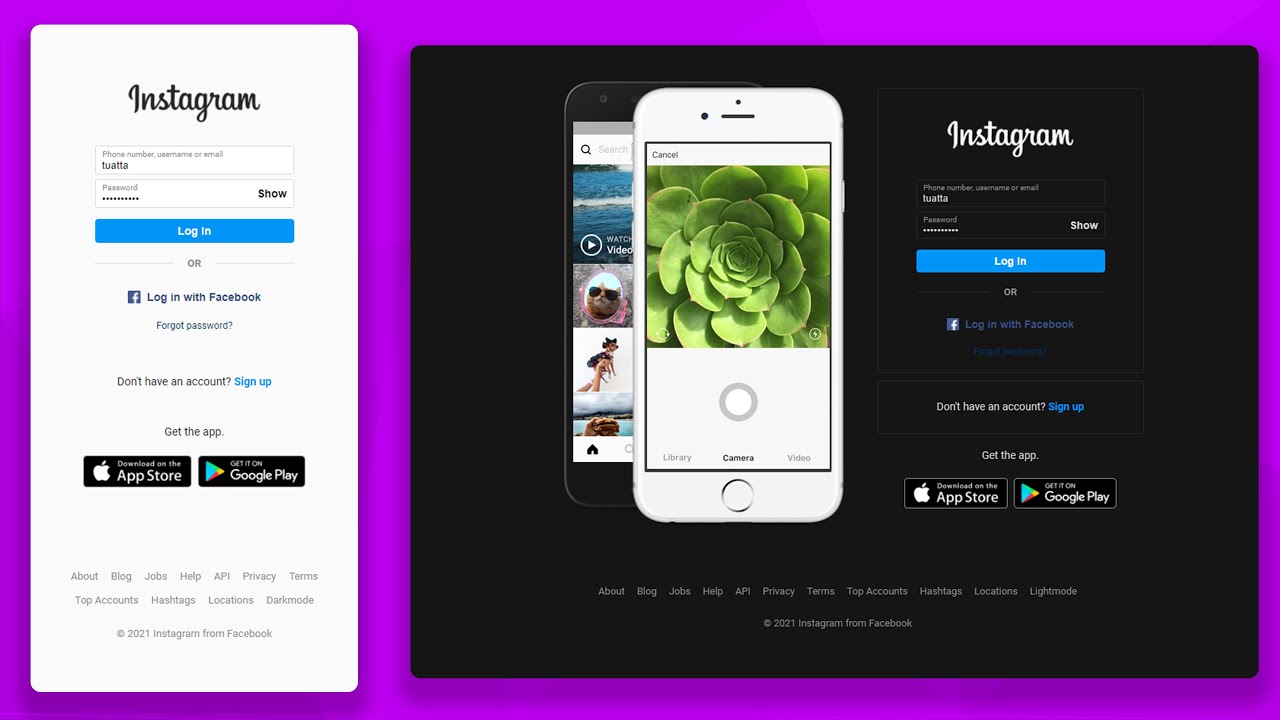 Instagram
Phone number, username or email
tuatta
Password
•••••••••• Show
Log In
OR
Log in with Facebook
Forgot password?
Don't have an account? Sign up
Get the app.
Download on the
App Store
GET IT ON
Google Play
About Blog Jobs Help API Privacy Terms
Top Accounts Hashtags Locations Darkmode
© 2021 Instagram from Facebook
Search
WATCH
Video
Cancel
Library Camera Video
Instagram
Phone number, username or email
tuatta
Password
•••••••••• Show
Log In
OR
Log in with Facebook
Forgot password?
Don't have an account? Sign up
Get the app.
Download on the
App Store
GET IT ON
Google Play
About Blog Jobs Help API Privacy Terms Top Accounts Hashtags Locations Lightmode
© 2021 Instagram from Facebook